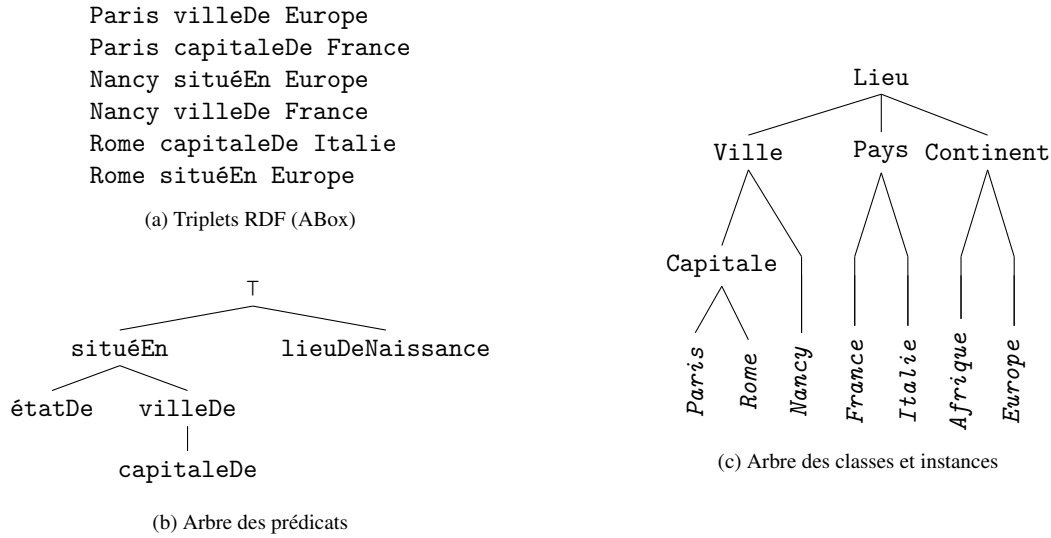 Paris villeDe Europe
Paris capitaleDe France
Nancy situéEn Europe
Nancy villeDe France
Rome capitaleDe Italie
Rome situéEn Europe
(a) Triplets RDF (ABox)
⊤
situéEn lieuDeNaissance
étatDe villeDe
capitaleDe
(b) Arbre des prédicats
Lieu
Ville Pays Continent
Capitale
Paris Rome Nancy France Italie Afrique Europe
(c) Arbre des classes et instances